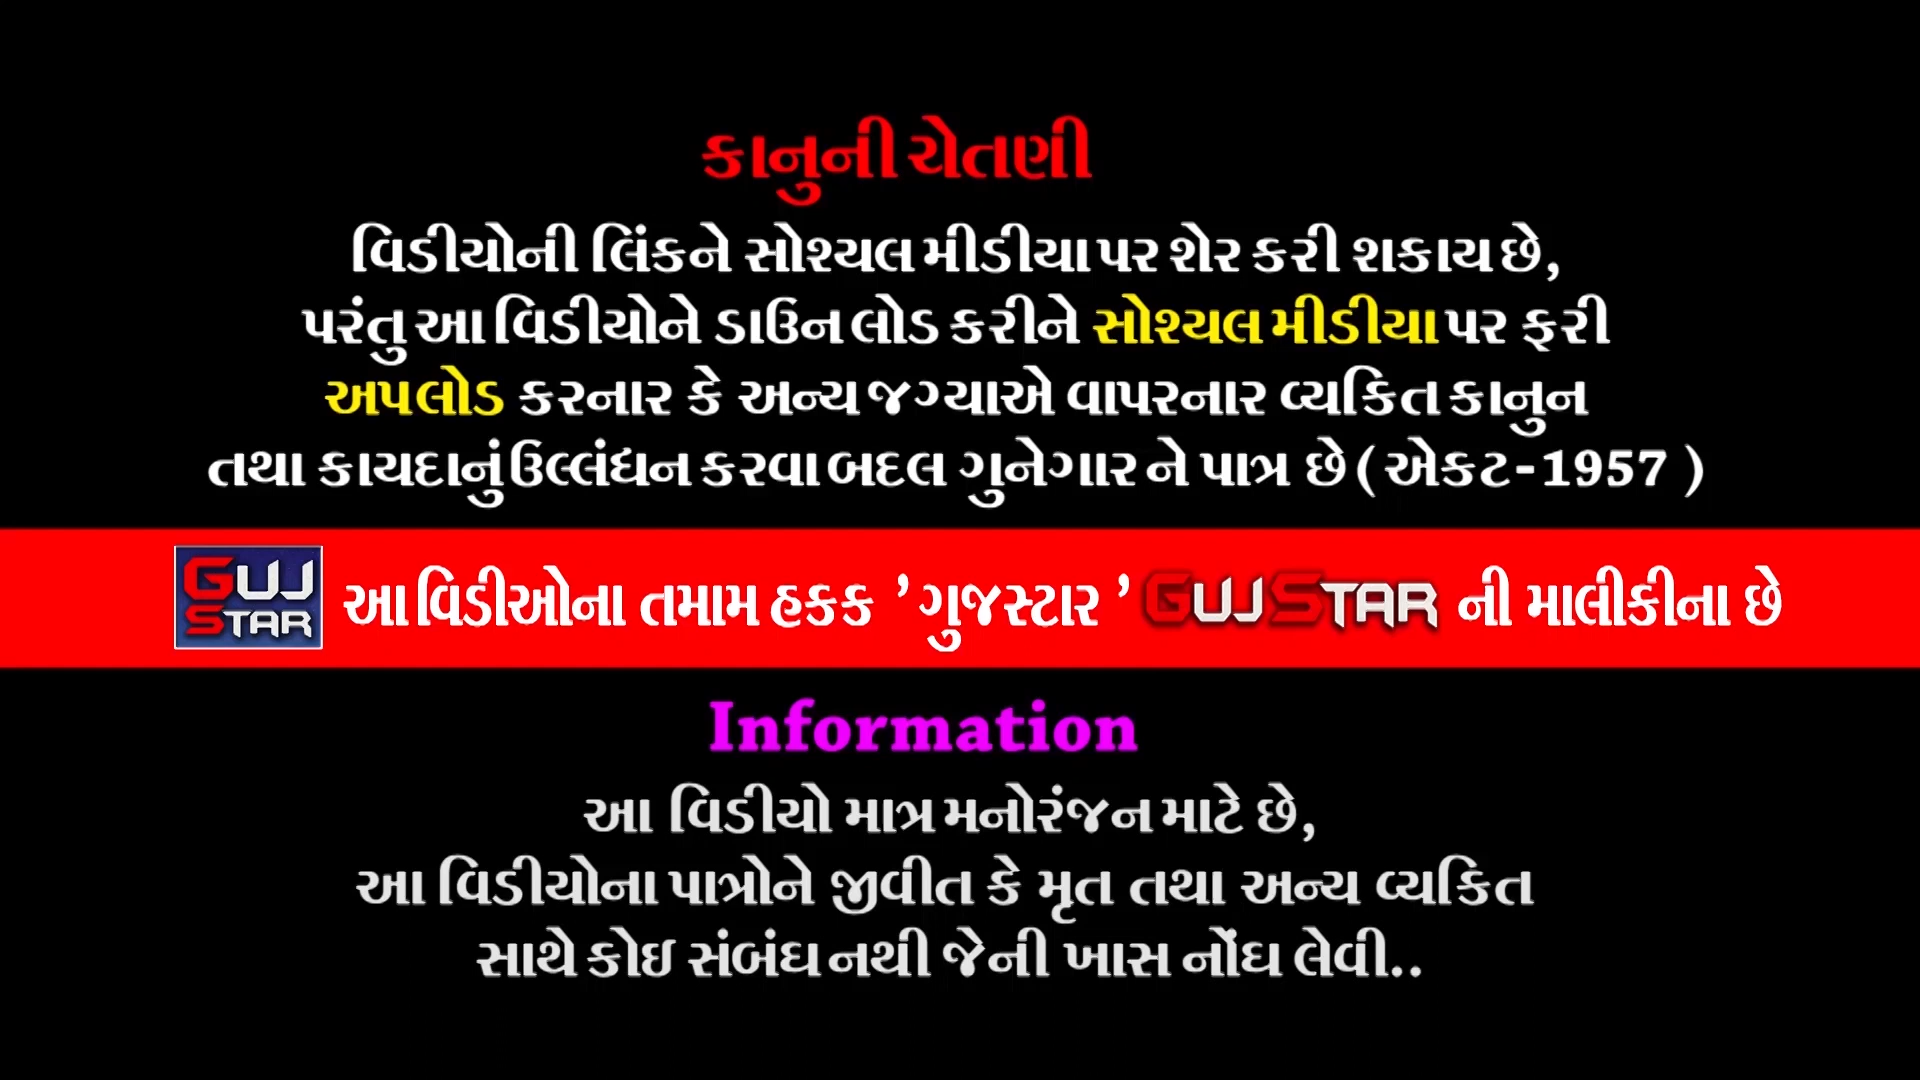 કાનુની ચેતણી
વિડીયોની લિંકને સોશ્યલ મીડીયા પર શેર કરી શકાય છે,
પરંતુ આ વિડીયોને ડાઉન લોડ કરીને સોશ્યલ મીડીયા પર ફરી
અપલોડ કરનાર કે અન્ય જગ્યાએ વાપરનાર વ્યકિત કાનુન
તથા કાયદાનું ઉલ્લંઘન કરવા બદલ ગુનેગાર ને પાત્ર છે ( એકટ-1957 )
GUJ STAR આ વિડીઓના તમામ હકક ’ ગુજસ્ટાર ’ GUJ STAR ની માલીકીના છે
Information
આ વિડીયો માત્ર મનોરંજન માટે છે,
આ વિડીયોના પાત્રોને જીવીત કે મૃત તથા અન્ય વ્યકિત
સાથે કોઇ સંબંધ નથી જેની ખાસ નોંધ લેવી..